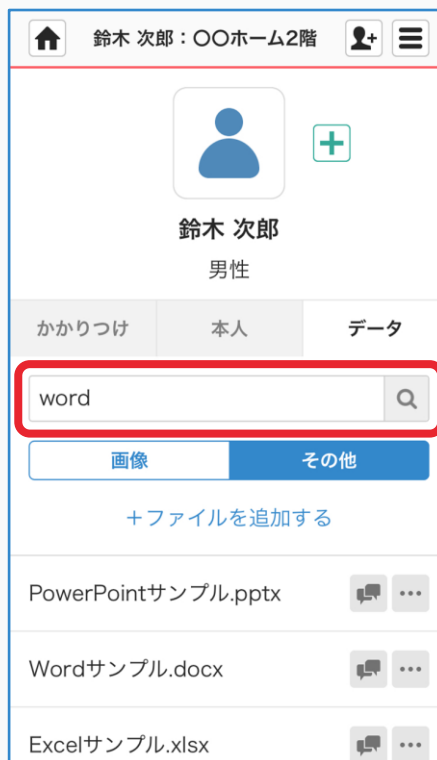 鈴木 次郎：〇〇ホーム2階
鈴木 次郎
男性
かかりつけ 本人 データ
word
画像 その他
＋ファイルを追加する
PowerPointサンプル.pptx
Wordサンプル.docx
Excelサンプル.xlsx